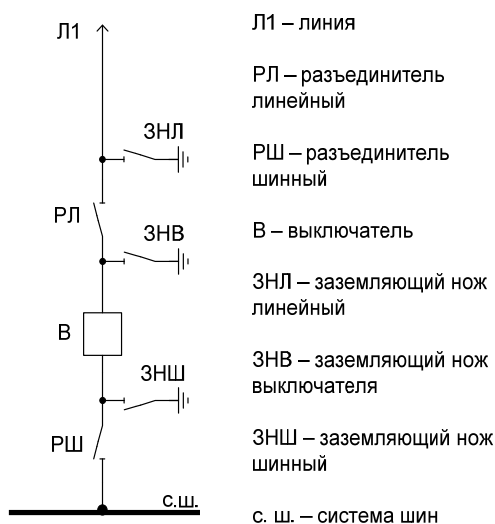 Л1
ЗНЛ
РЛ
ЗНВ
В
ЗНШ
РШ
с.ш.
Л1 – линия
РЛ – разъединитель
линейный
РШ – разъединитель
шинный
В – выключатель
ЗНЛ – заземляющий нож
линейный
ЗНВ – заземляющий нож
выключателя
ЗНШ – заземляющий нож
шинный
с. ш. – система шин